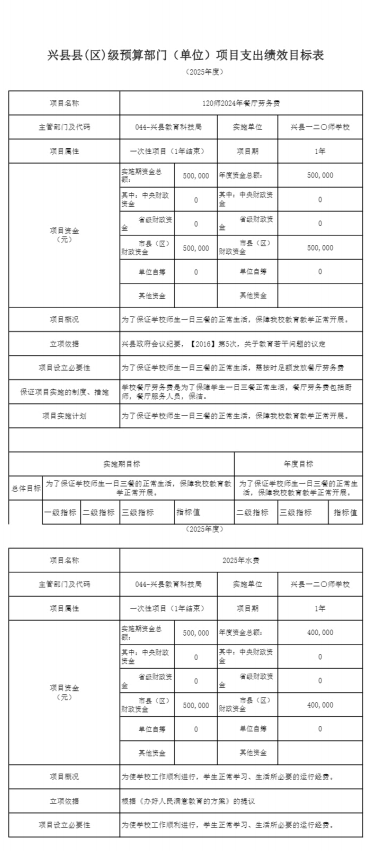 兴县县(区)级预算部门（单位）项目支出绩效目标表
（2025年度）
项目名称 120师2024年餐厅劳务费
主管部门及代码 044-兴县教育科技局 实施单位 兴县一二〇师学校
项目属性 一次性项目（1年结束） 项目期 1年
项目资金
（元）
实施期资金总额: 500,000 年度资金总额: 500,000
其中: 中央财政资金 0 其中: 中央财政资金 0
省级财政资金 0 省级财政资金 0
市县（区）财政资金 500,000 市县（区）财政资金 500,000
单位自筹 0 单位自筹 0
其他资金 其他资金
项目概况 为了保证学校师生一日三餐的正常生活，保障我校教育教学正常开展。
立项依据 兴县政府会议纪要，【2016】第5次，关于教育若干问题的议定
项目设立必要性 为了保证学校师生一日三餐的正常生活，需按时足额发放餐厅劳务费
保证项目实施的制度、措施 学校餐厅劳务费是为了保障学生一日三餐正常生活，餐厅劳务费包括厨师，餐厅服务人员，保洁。
项目实施计划 为了保证学校师生一日三餐的正常生活，保障我校教育教学正常开展。
实施期目标 年度目标
总体目标 为了保证学校师生一日三餐的正常生活，保障我校教育教学正常开展。 为了保证学校师生一日三餐的正常生活，保障我校教育教学正常开展。
一级指标 二级指标 三级指标 指标值 二级指标 三级指标 指标值
（2025年度）
项目名称 2023年水费
主管部门及代码 044-兴县教育科技局 实施单位 兴县一二〇师学校
项目属性 一次性项目（1年结束） 项目期 1年
项目资金
（元）
实施期资金总额: 500,000 年度资金总额: 400,000
其中: 中央财政资金 0 其中: 中央财政资金 0
省级财政资金 0 省级财政资金 0
市县（区）财政资金 500,000 市县（区）财政资金 400,000
单位自筹 0 单位自筹 0
其他资金 其他资金
项目概况 为使学校工作顺利进行，学生正常学习、生活所必要的运行经费。
立项依据 根据《办好人民满意教育的方案》的提议
项目设立必要性 为使学校工作顺利进行，学生正常学习、生活所必要的运行经费。